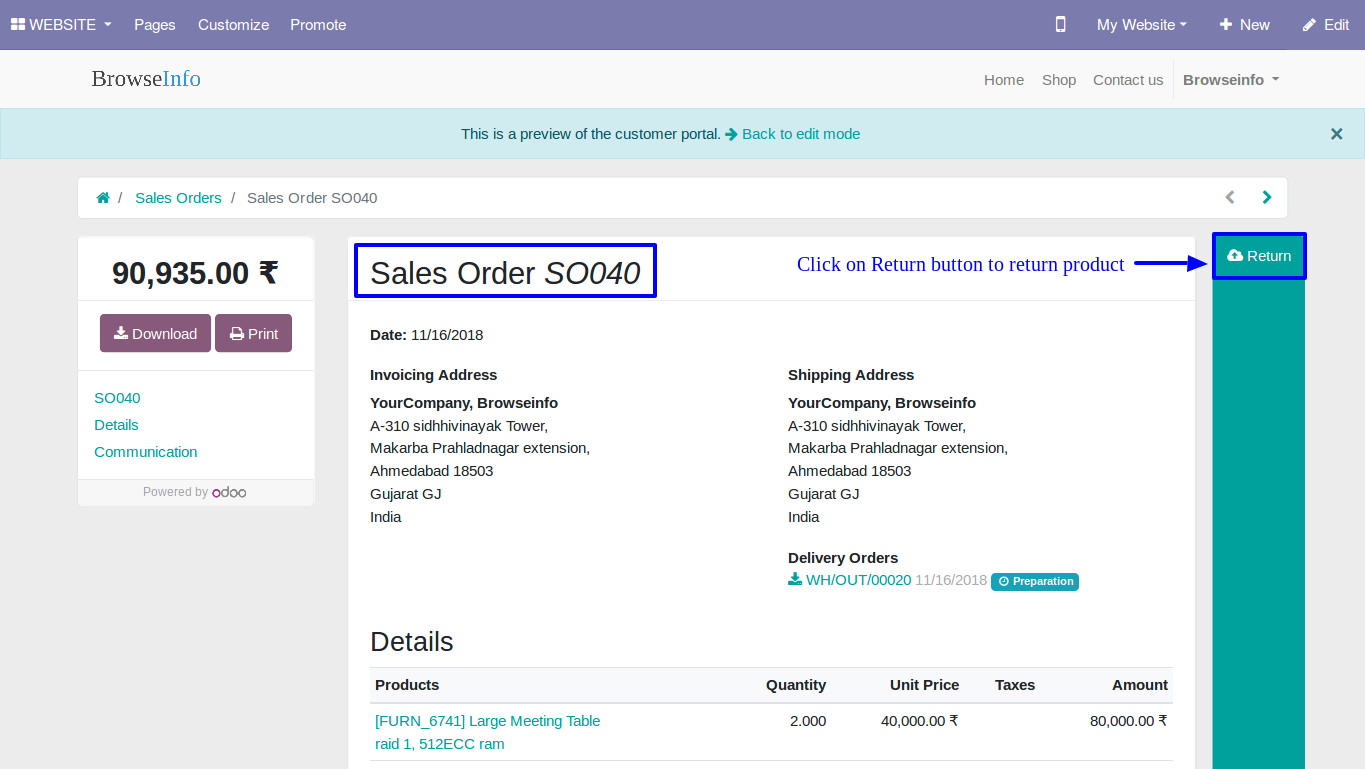 WEBSITE Pages Customize Promote My Website New Edit
BrowseInfo Home Shop Contact us Browseinfo
This is a preview of the customer portal. Back to edit mode ×
/ Sales Orders / Sales Order SO040
90,935.00 ₹
Download Print
SO040
Details
Communication
Powered by odoo
Sales Order SO040
Click on Return button to return product
Return
Date: 11/16/2018
Invoicing Address
YourCompany, Browseinfo
A-310 sidhhivinayak Tower,
Makarba Prahladnagar extension,
Ahmedabad 18503
Gujarat GJ
India
Shipping Address
YourCompany, Browseinfo
A-310 sidhhivinayak Tower,
Makarba Prahladnagar extension,
Ahmedabad 18503
Gujarat GJ
India
Delivery Orders
WH/OUT/00020 11/16/2018 Preparation
Details
Products Quantity Unit Price Taxes Amount
[FURN_6741] Large Meeting Table 2.000 40,000.00 ₹ 80,000.00 ₹
raid 1, 512ECC ram